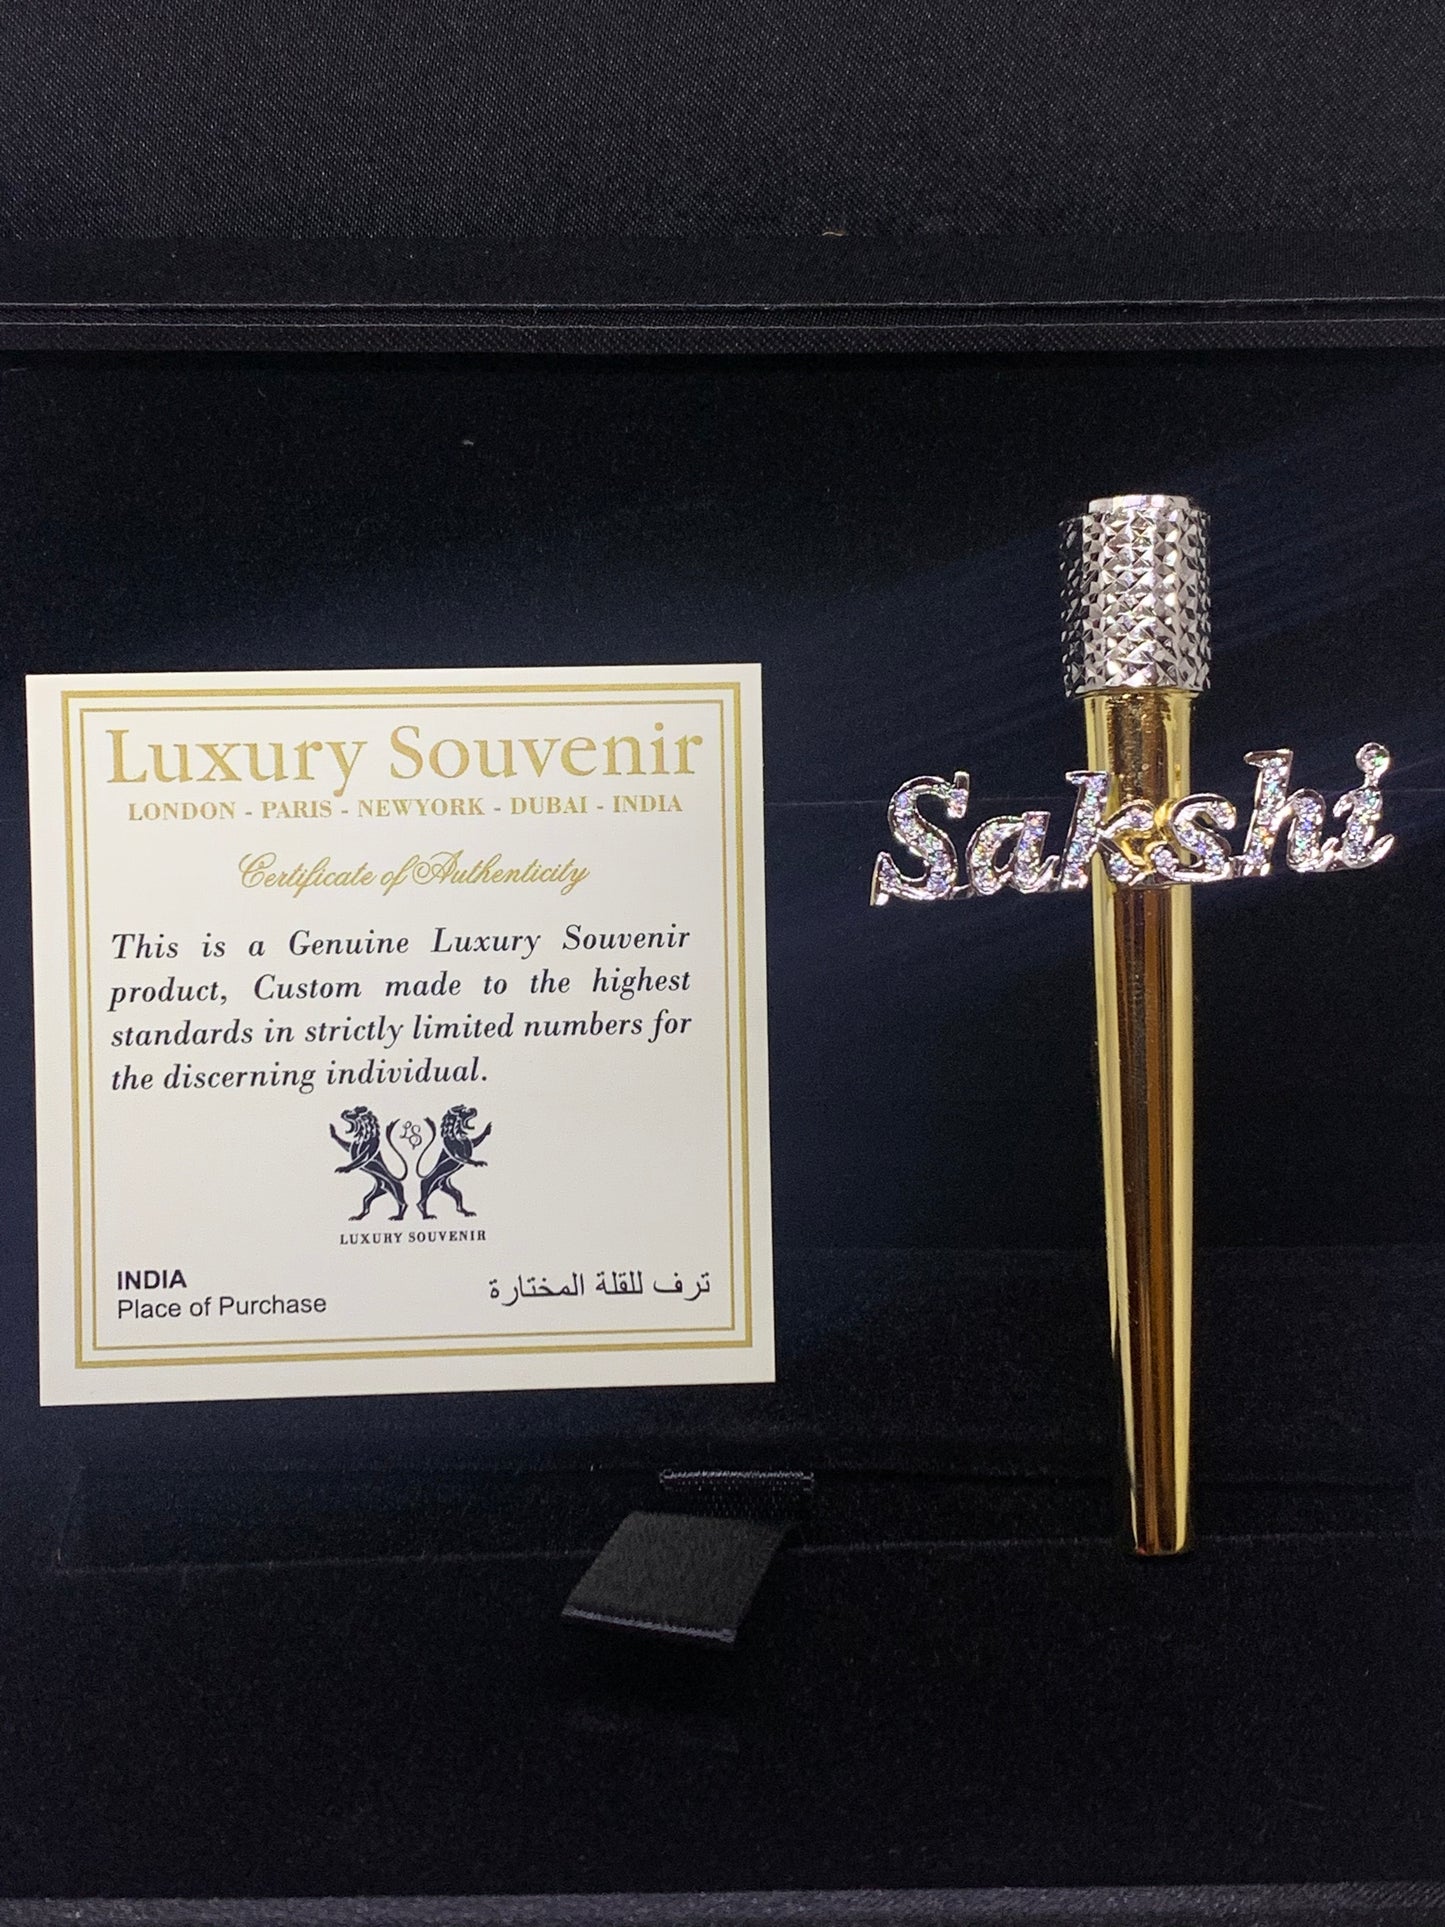 Luxury Souvenir
LONDON - PARIS - NEWYORK - DUBAI - INDIA
Certificate of Authenticity
This is a Genuine Luxury Souvenir
product, Custom made to the highest
standards in strictly limited numbers for
the discerning individual.
LS
LUXURY SOUVENIR
INDIA
Place of Purchase
ترف للقلة المختارة
Sakshi